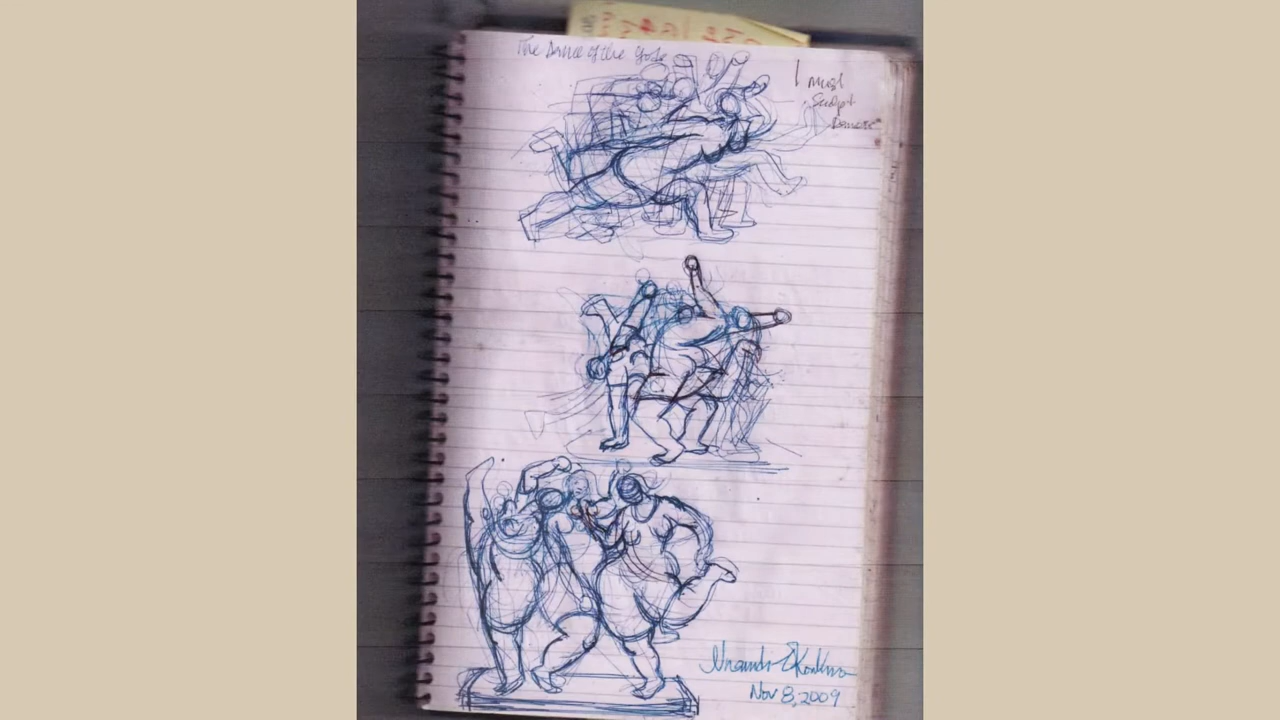 The Dance of the Gods
I must
Sculpt
Nnamdi Okonkwo
Nov 8, 2009